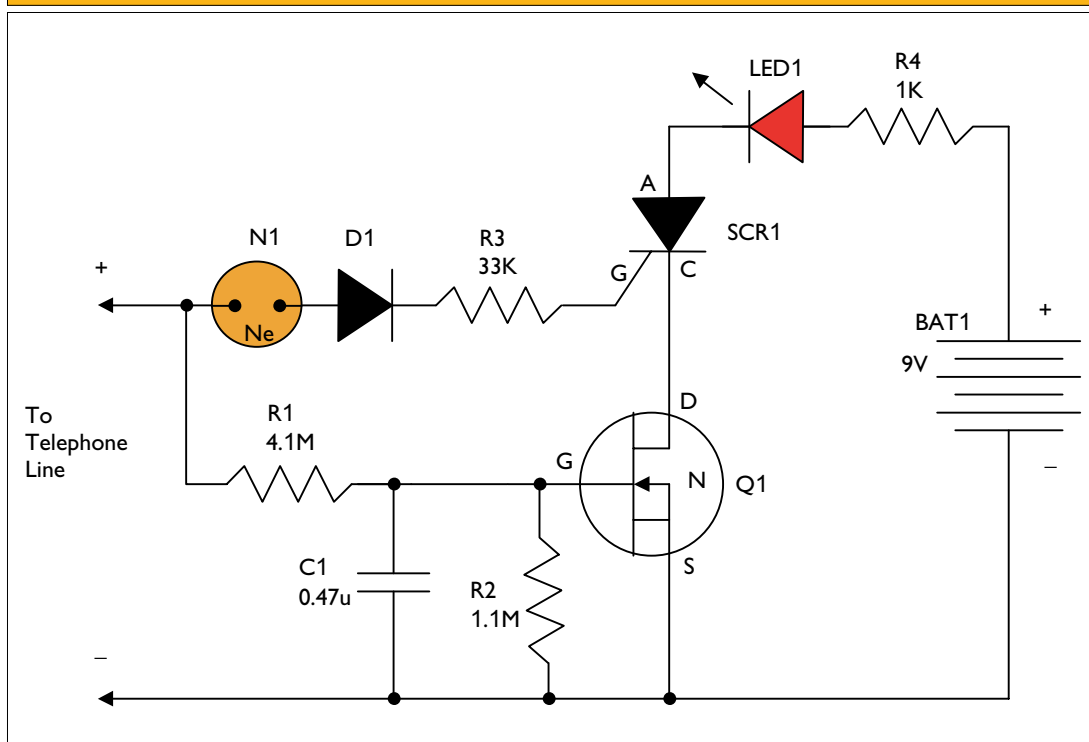 LED1
R4
1K
A
SCR1
G
C
N1
D1
R3
33K
+
Ne
BAT1
+
9V
–
To
Telephone
Line
R1
4.1M
D
G
N
Q1
S
C1
0.47u
R2
1.1M
–